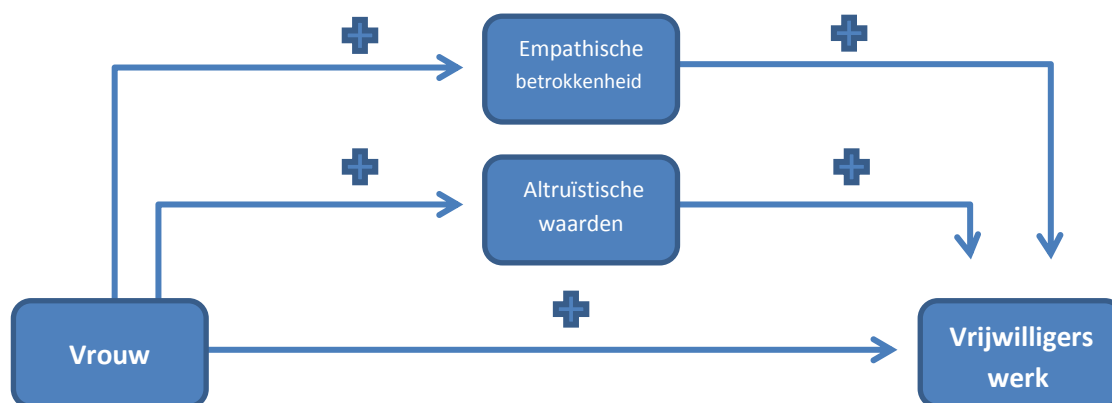 Empathische
betrokkenheid
Altruïstische
waarden
Vrouw
Vrijwilligers
werk